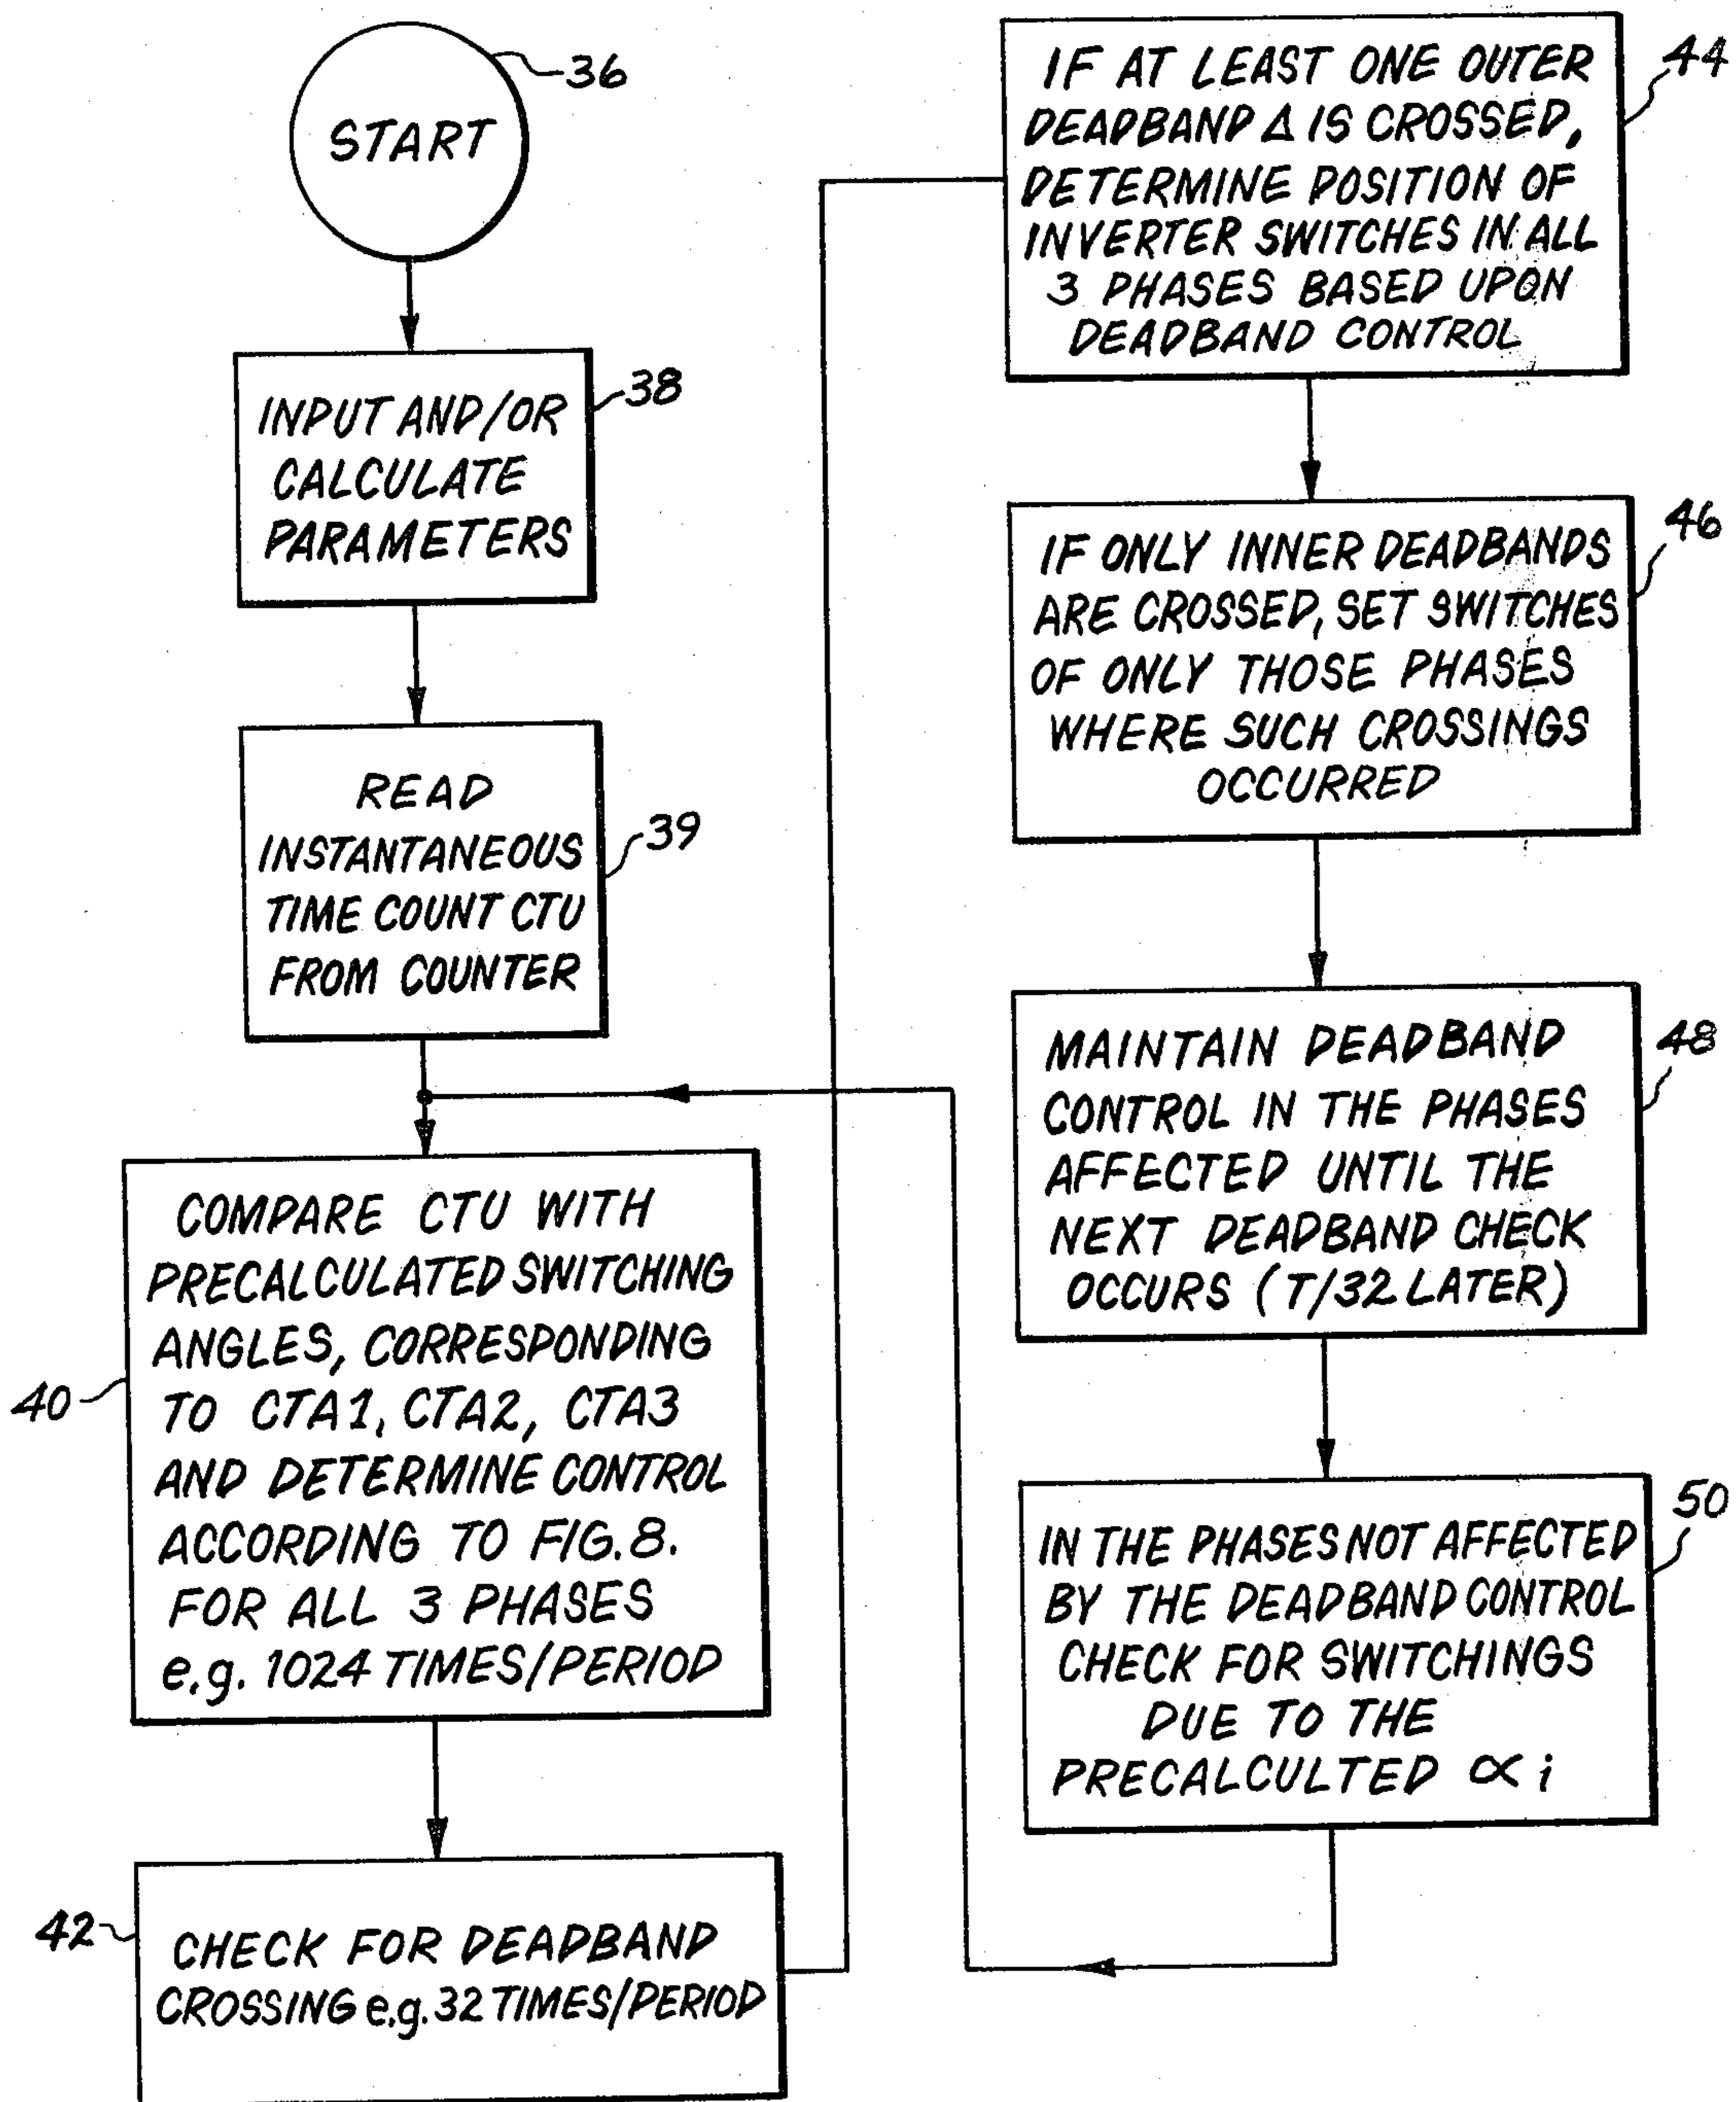 START
36
INPUT AND/OR
CALCULATE
PARAMETERS
38
READ
INSTANTANEOUS
TIME COUNT CTU
FROM COUNTER
39
COMPARE CTU WITH
PRECALCULATED SWITCHING
ANGLES, CORRESPONDING
TO CTA1, CTA2, CTA3
AND DETERMINE CONTROL
ACCORDING TO FIG. 8.
FOR ALL 3 PHASES
e.g. 1024 TIMES/PERIOD
40
CHECK FOR DEADBAND
CROSSING e.g. 32 TIMES/PERIOD
42
IF AT LEAST ONE OUTER
DEADBAND Δ IS CROSSED,
DETERMINE POSITION OF
INVERTER SWITCHES IN ALL
3 PHASES BASED UPON
DEADBAND CONTROL
44
IF ONLY INNER DEADBANDS
ARE CROSSED, SET SWITCHES
OF ONLY THOSE PHASES
WHERE SUCH CROSSINGS
OCCURRED
46
MAINTAIN DEADBAND
CONTROL IN THE PHASES
AFFECTED UNTIL THE
NEXT DEADBAND CHECK
OCCURS (T/32 LATER)
48
IN THE PHASES NOT AFFECTED
BY THE DEADBAND CONTROL
CHECK FOR SWITCHINGS
DUE TO THE
PRECALCULTED ∝ i
50